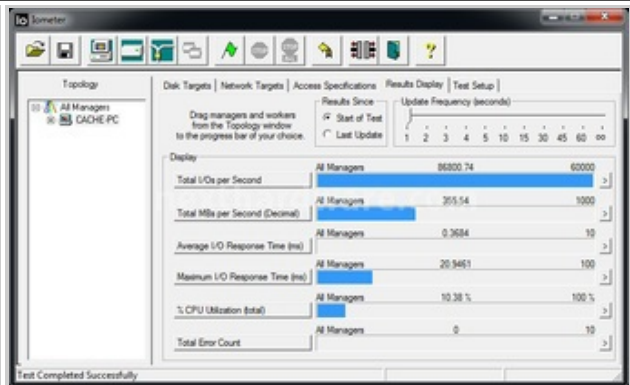 Iometer
Topology
All Managers
CACHE-PC
Disk Targets Network Targets Access Specifications Results Display Test Setup
Drag managers and workers
from the Topology window
to the progress bar of your choice.
Results Since
Start of Test
Last Update
Update Frequency (seconds)
1 2 3 4 5 10 15 30 45 60 ∞
Display
All Managers 86800.74 60000
Total I/Os per Second >
All Managers 355.54 1000
Total MBs per Second (Decimal) >
All Managers 0.3684 10
Average I/O Response Time (ms) >
All Managers 20.9461 100
Maximum I/O Response Time (ms) >
All Managers 10.38 % 100 %
% CPU Utilization (total) >
All Managers 0 10
Total Error Count >
Test Completed Successfully